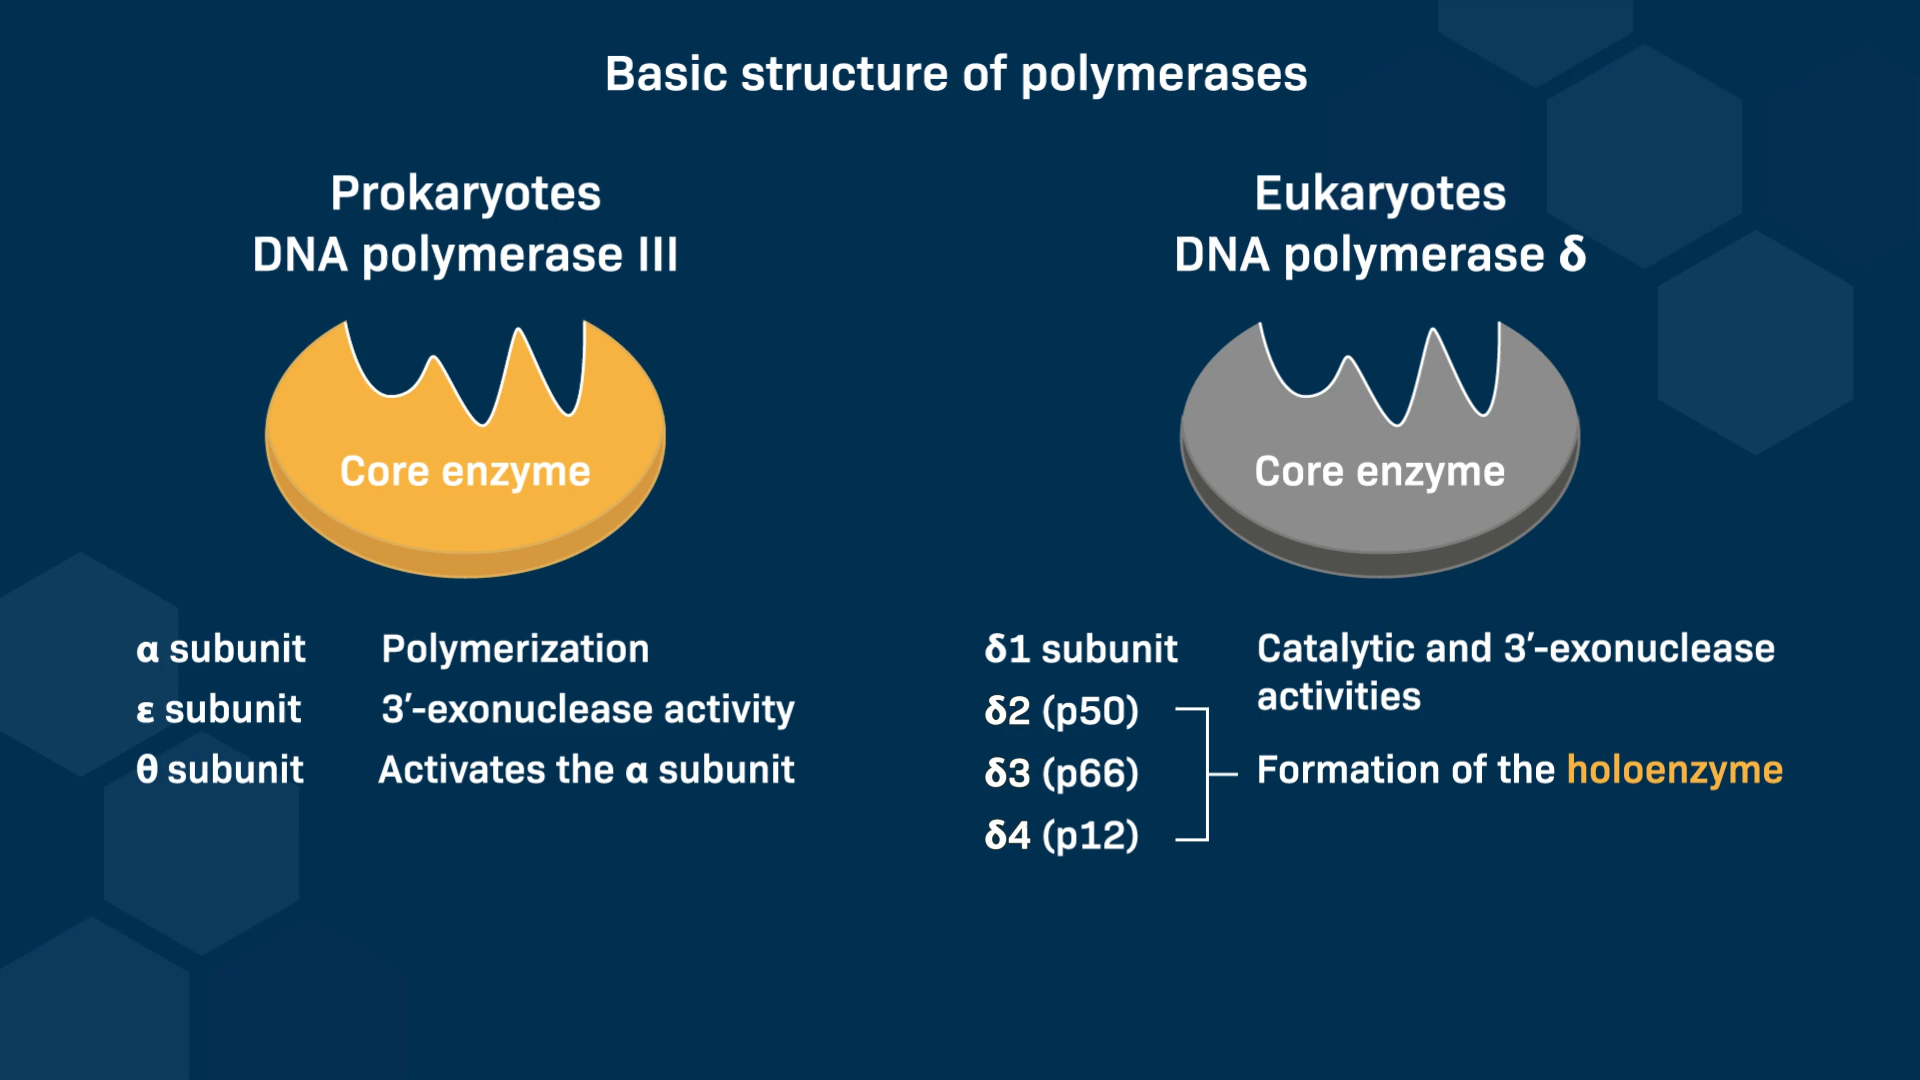 Basic structure of polymerases
Prokaryotes
DNA polymerase III
Core enzyme
α subunit Polymerization
ε subunit 3′-exonuclease activity
θ subunit Activates the α subunit
Eukaryotes
DNA polymerase δ
Core enzyme
δ1 subunit Catalytic and 3′-exonuclease
activities
δ2 (p50)
δ3 (p66) Formation of the holoenzyme
δ4 (p12)